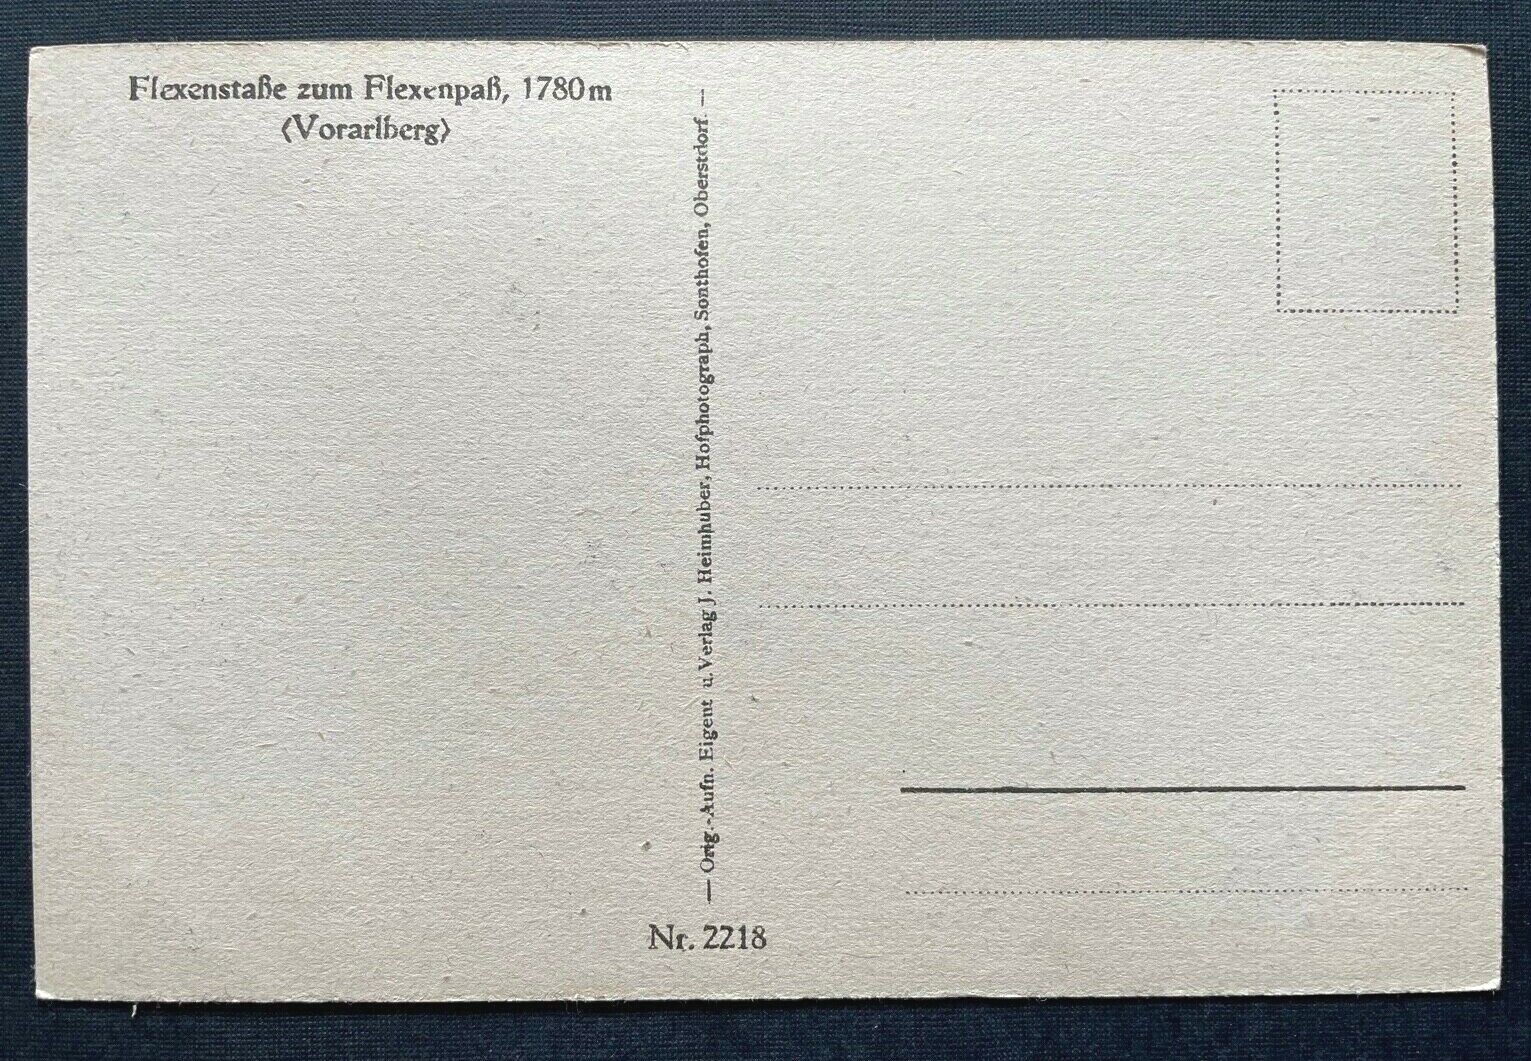 Flexenstaße zum Flexenpaß, 1780 m
(Vorarlberg)
— Orig.-Aufn. Eigent u. Verlag J. Heimhuber, Hofphotograph, Sonthofen, Oberstdorf —
Nr. 2218